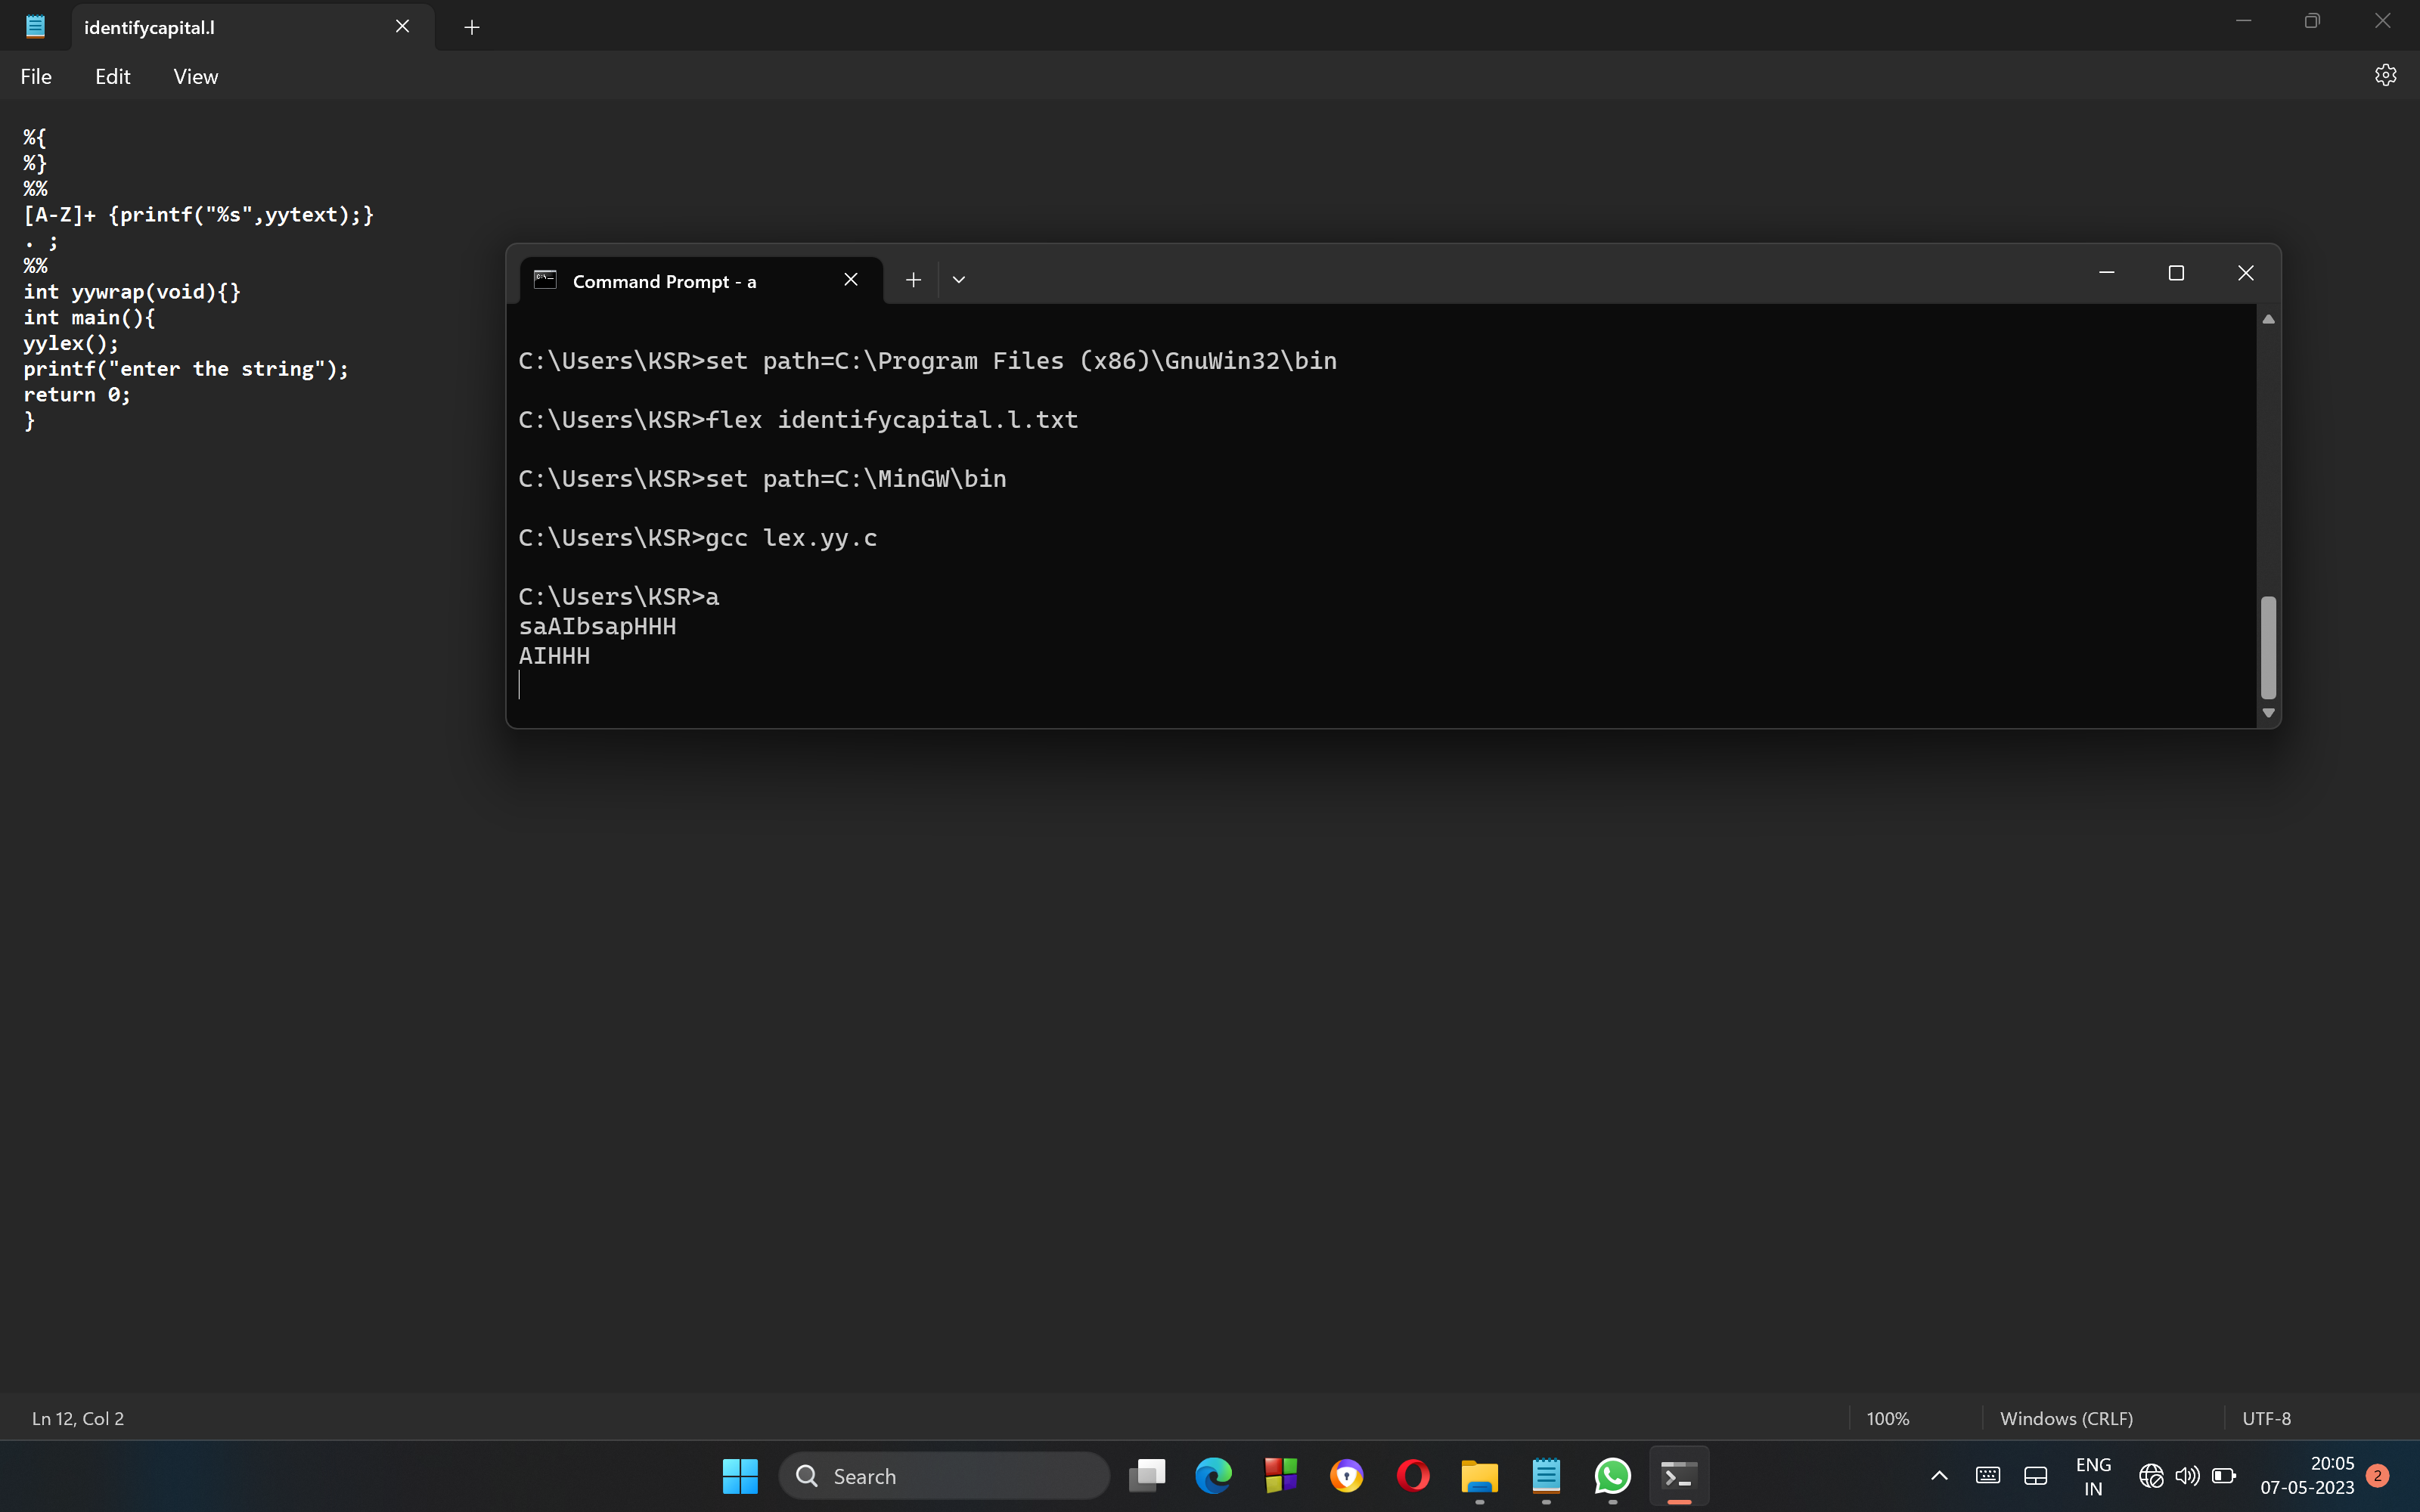 identifycapital.l
File Edit View
%{
%}
%%
[A-Z]+ {printf("%s",yytext);}
. ;
%%
int yywrap(void){}
int main(){
yylex();
printf("enter the string");
return 0;
}
Command Prompt - a
C:\Users\KSR>set path=C:\Program Files (x86)\GnuWin32\bin
C:\Users\KSR>flex identifycapital.l.txt
C:\Users\KSR>set path=C:\MinGW\bin
C:\Users\KSR>gcc lex.yy.c
C:\Users\KSR>a
saAIbsapHHH
AIHHH
Ln 12, Col 2
100%
Windows (CRLF)
UTF-8
Search
ENG
IN
20:05
07-05-2023
2